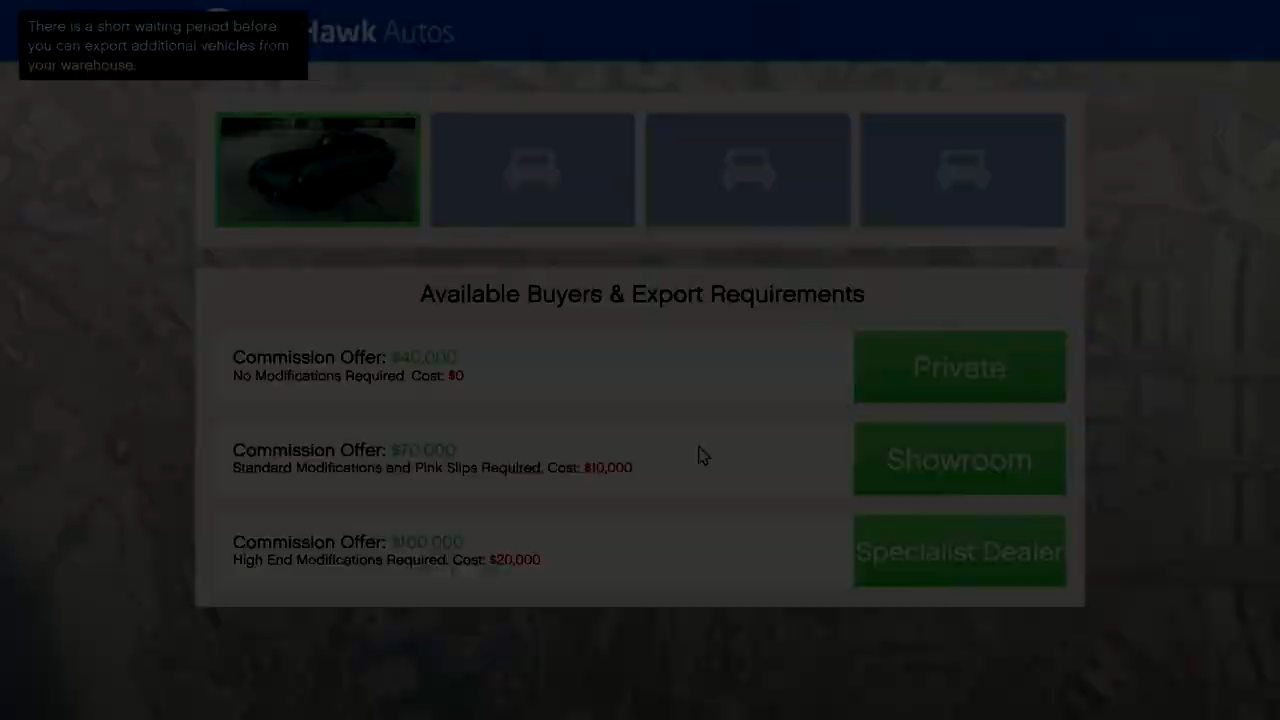 There is a short waiting period before
you can export additional vehicles from
your warehouse.
Hawk Autos
Available Buyers & Export Requirements
Commission Offer: $40,000
No Modifications Required. Cost: $0
Private
Commission Offer: $70,000
Standard Modifications and Pink Slips Required. Cost: $10,000
Showroom
Commission Offer: $100,000
High End Modifications Required. Cost: $20,000
Specialist Dealer